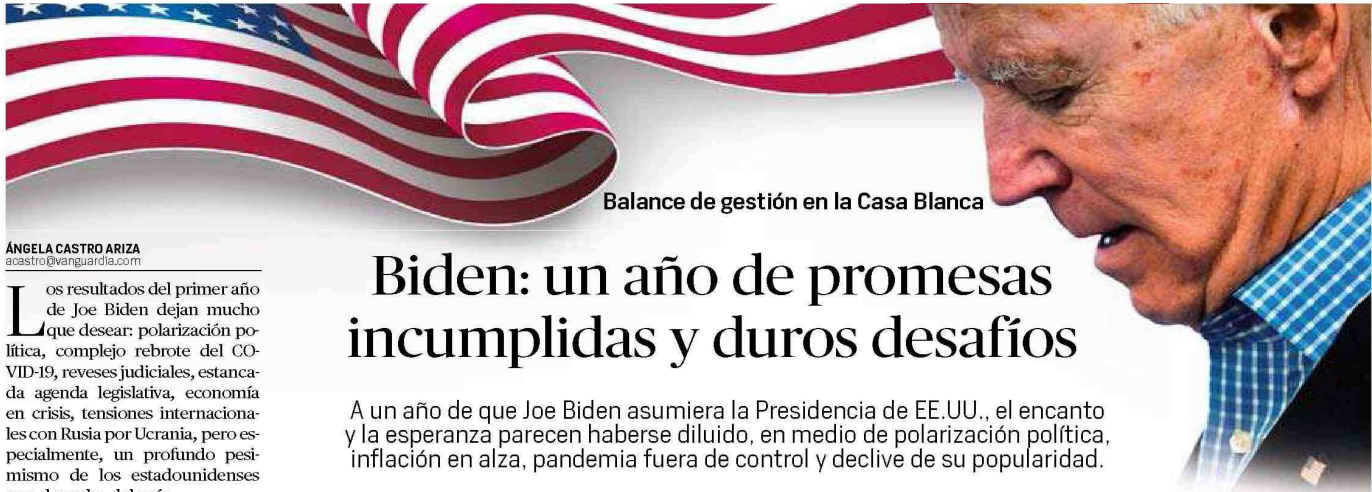 Balance de gestión en la Casa Blanca
Biden: un año de promesas
incumplidas y duros desafíos
A un año de que Joe Biden asumiera la Presidencia de EE.UU., el encanto
y la esperanza parecen haberse diluido, en medio de polarización política,
inflación en alza, pandemia fuera de control y declive de su popularidad.
ÁNGELA CASTRO ARIZA
acastro@vanguardia.com
Los resultados del primer año
de Joe Biden dejan mucho
que desear: polarización po-
lítica, complejo rebrote del CO-
VID-19, reveses judiciales, estanca-
da agenda legislativa, economía
en crisis, tensiones internaciona-
les con Rusia por Ucrania, pero es-
pecialmente, un profundo pesi-
mismo de los estadounidenses